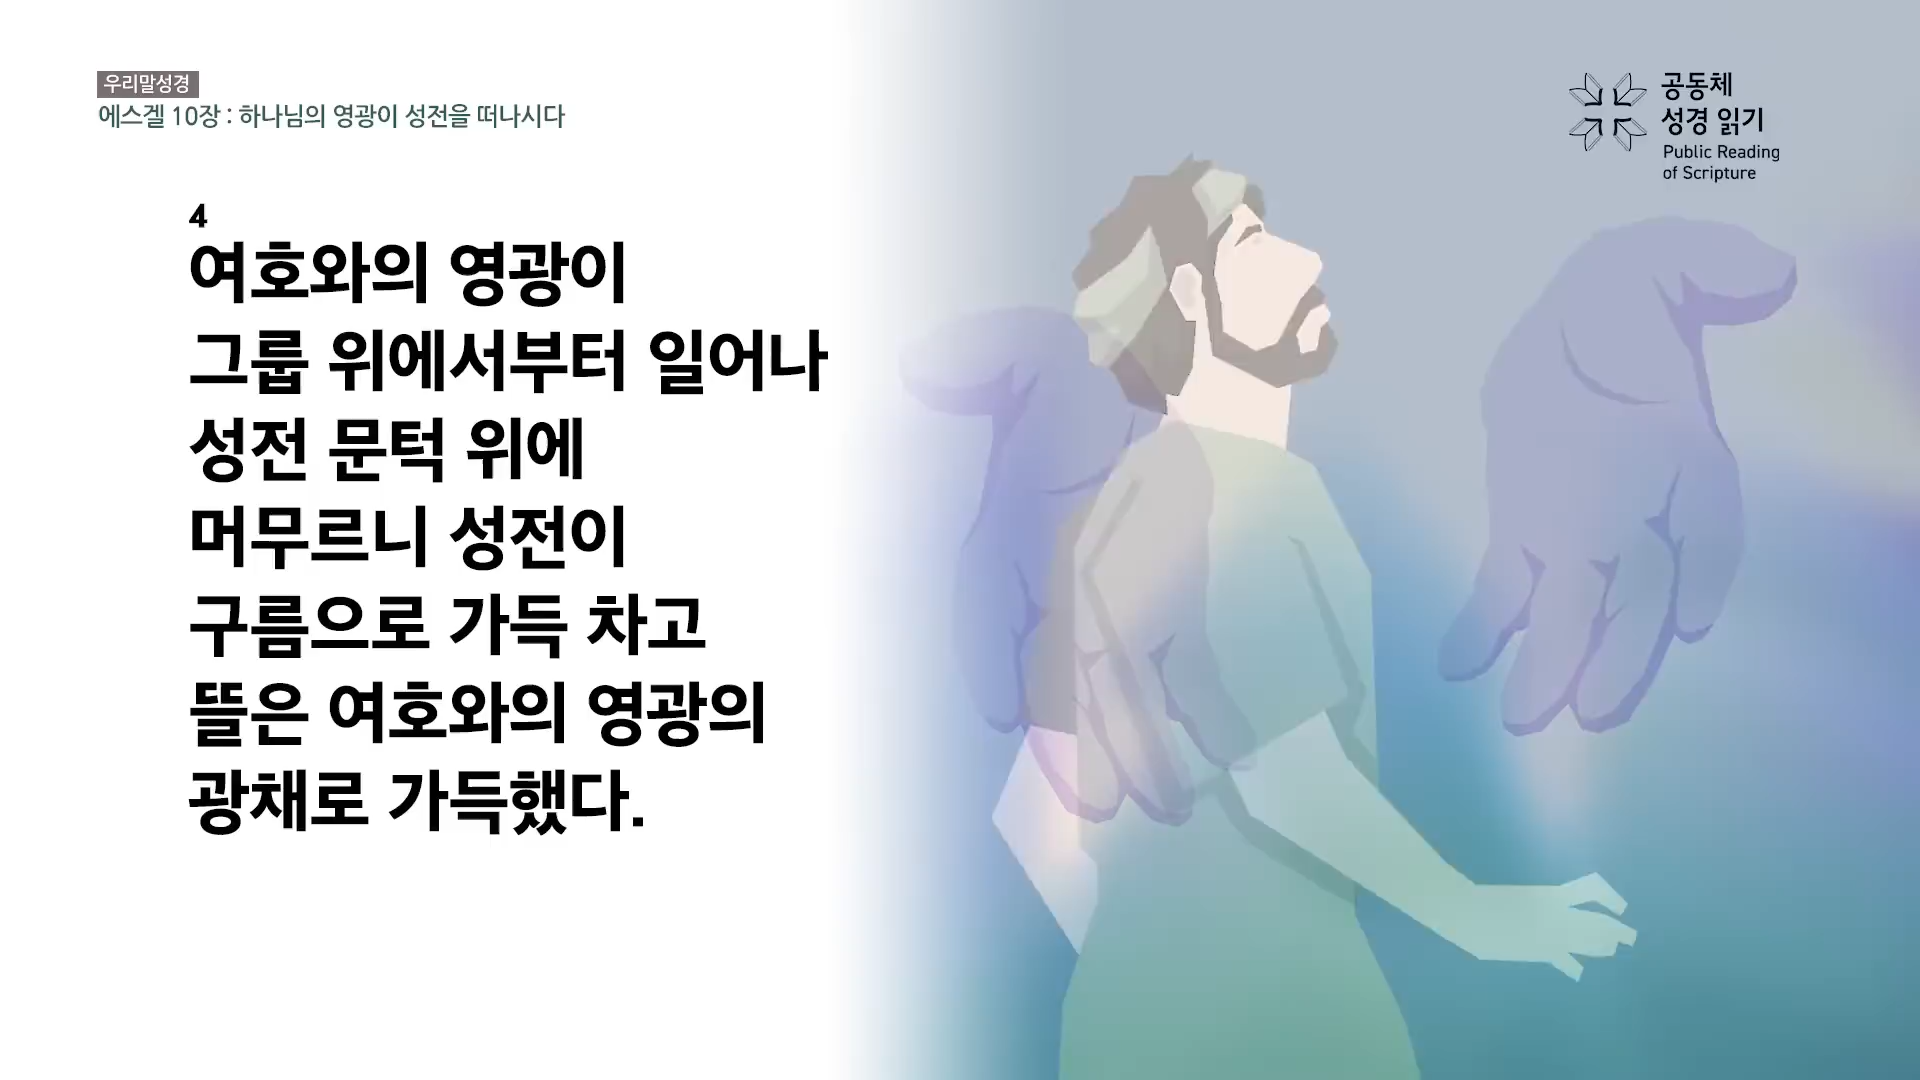 우리말성경
에스겔 10장 : 하나님의 영광이 성전을 떠나시다
공동체
성경 읽기
Public Reading
of Scripture
4
여호와의 영광이
그룹 위에서부터 일어나
성전 문턱 위에
머무르니 성전이
구름으로 가득 차고
뜰은 여호와의 영광의
광채로 가득했다.